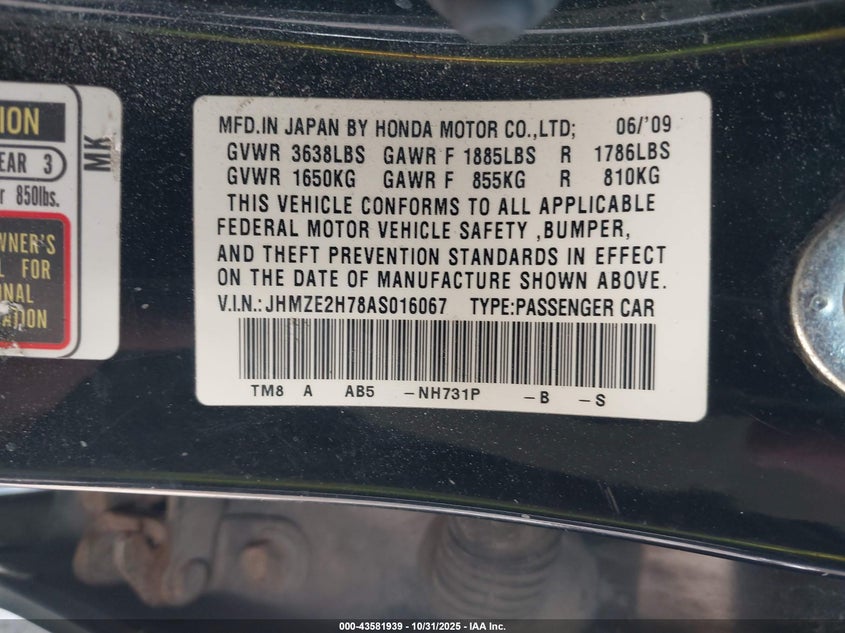 ION
EAR 3
r 850lbs.
WNER'S
L FOR
ONAL
ATION
MK
MFD.IN JAPAN BY HONDA MOTOR CO.,LTD; 06/'09
GVWR 3638LBS GAWR F 1885LBS R 1786LBS
GVWR 1650KG GAWR F 855KG R 810KG
THIS VEHICLE CONFORMS TO ALL APPLICABLE
FEDERAL MOTOR VEHICLE SAFETY ,BUMPER,
AND THEFT PREVENTION STANDARDS IN EFFECT
ON THE DATE OF MANUFACTURE SHOWN ABOVE.
V.I.N.:JHMZE2H78AS016067 TYPE:PASSENGER CAR
TM8 A AB5 -NH731P -B -S
000-43581939 - 10/31/2025 - IAA Inc.